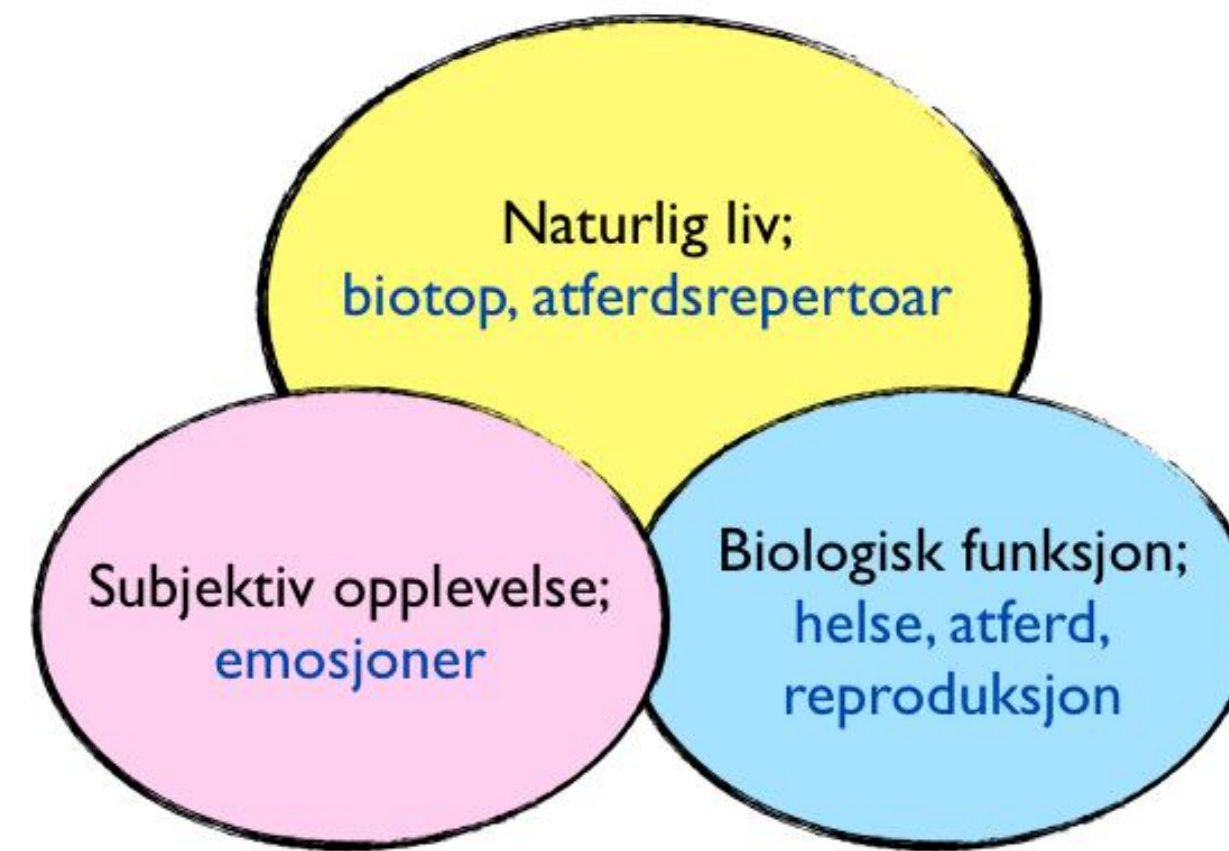 Naturlig liv;
biotop, atferdsrepertoar
Subjektiv opplevelse;
emosjoner
Biologisk funksjon;
helse, atferd,
reproduksjon